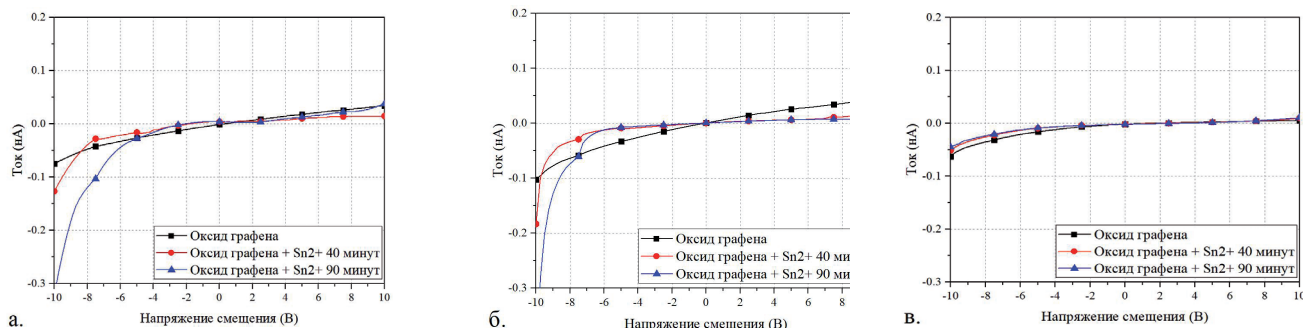 0.2
0.1
0.0
-0.1
-0.2
-0.3
Ток (нА)
Оксид графена
Оксид графена + Sn2+ 40 минут
Оксид графена + Sn2+ 90 минут
-10 -8 -6 -4 -2 0 2 4 6 8 10
Напряжение смещения (В)
а.
0.2
0.1
0.0
-0.1
-0.2
-0.3
Ток (нА)
Оксид графена
Оксид графена + Sn2+ 40 ми
Оксид графена + Sn2+ 90 ми
-10 -8 -6 -4 -2 0 2 4 6 8
Напряжение смещения (В)
б.
0.2
0.1
0.0
-0.1
-0.2
-0.3
Ток (нА)
Оксид графена
Оксид графена + Sn2+ 40 минут
Оксид графена + Sn2+ 90 минут
-10 -8 -6 -4 -2 0 2 4 6 8 10
Напряжение смещения (В)
в.